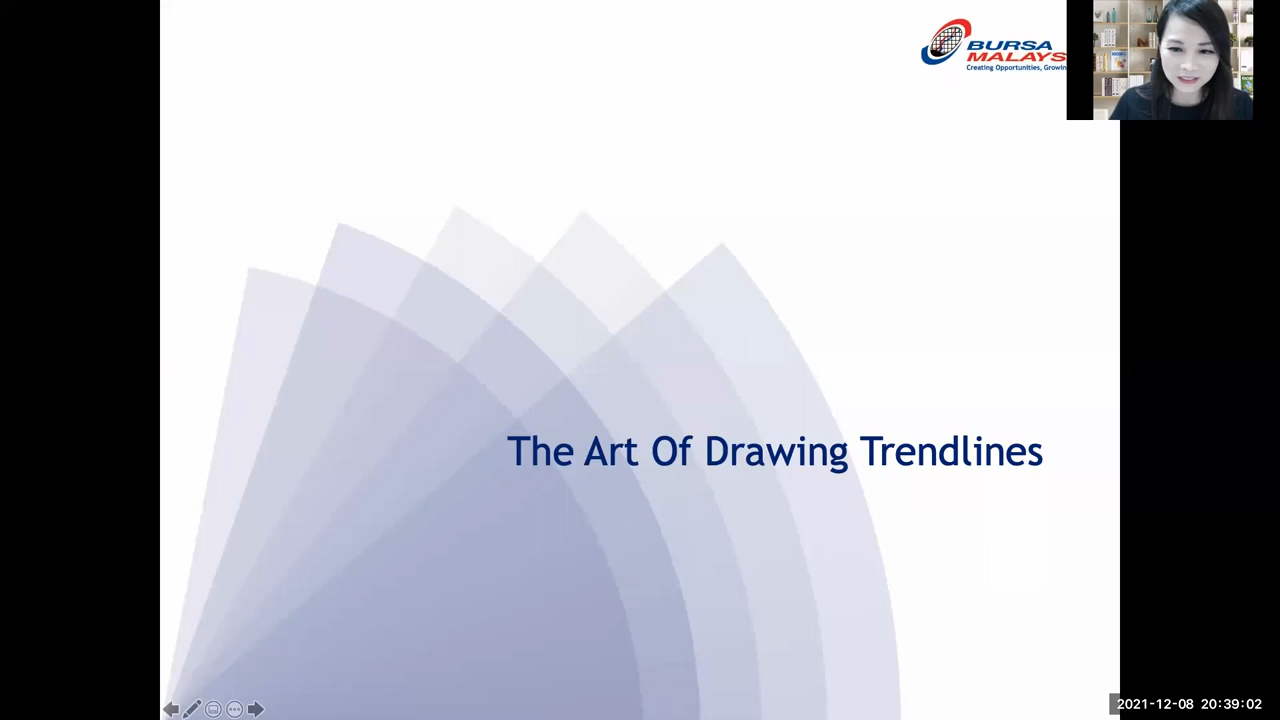 BURSA
MALAYS
Creating Opportunities, Growin
The Art Of Drawing Trendlines
2021-12-08 20:39:02